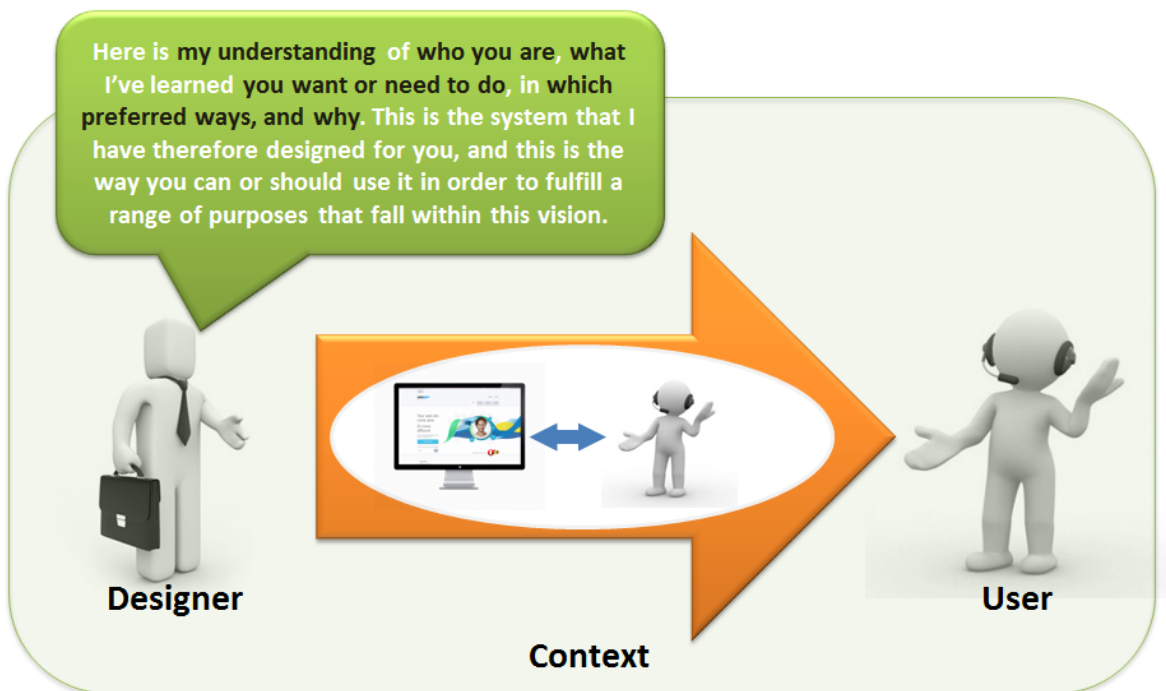 Here is my understanding of who you are, what
I've learned you want or need to do, in which
preferred ways, and why. This is the system that I
have therefore designed for you, and this is the
way you can or should use it in order to fulfill a
range of purposes that fall within this vision.
Designer
User
Context